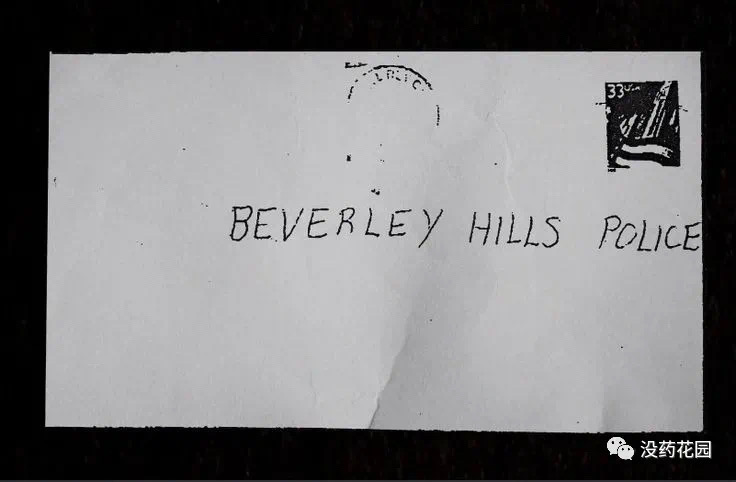 33
BEVERLEY HILLS POLICE
没药花园